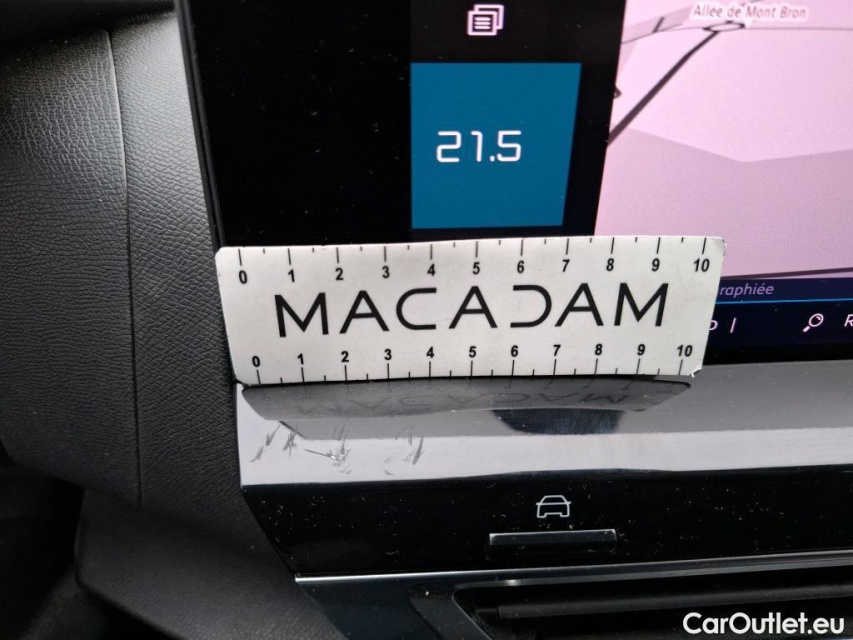 Allee de Mont Bron
21.5
0 1 2 3 4 5 6 7 8 9 10
MACADAM
0 1 2 3 4 5 6 7 8 9 10
raphiée
CarOutlet.eu